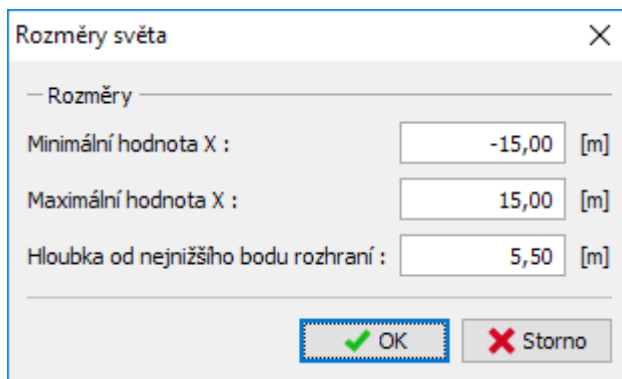 Rozměry světa
Rozměry
Minimální hodnota X : -15,00 [m]
Maximální hodnota X : 15,00 [m]
Hloubka od nejnižšího bodu rozhraní : 5,50 [m]
OK Storno